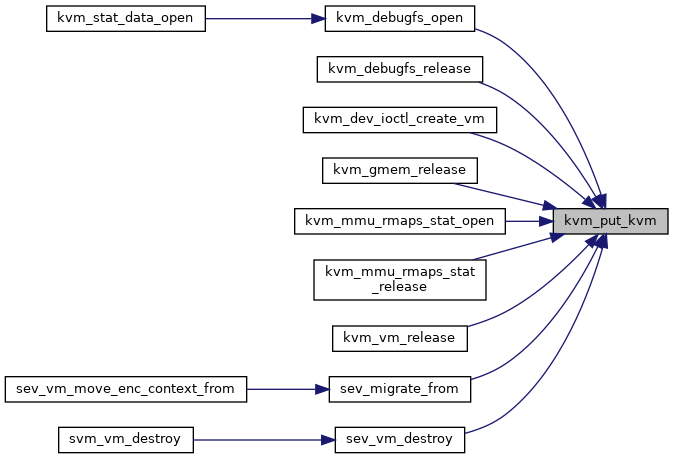 kvm_stat_data_open
kvm_debugfs_open
kvm_debugfs_release
kvm_dev_ioctl_create_vm
kvm_gmem_release
kvm_mmu_rmaps_stat_open
kvm_put_kvm
kvm_mmu_rmaps_stat
_release
kvm_vm_release
sev_vm_move_enc_context_from
sev_migrate_from
svm_vm_destroy
sev_vm_destroy